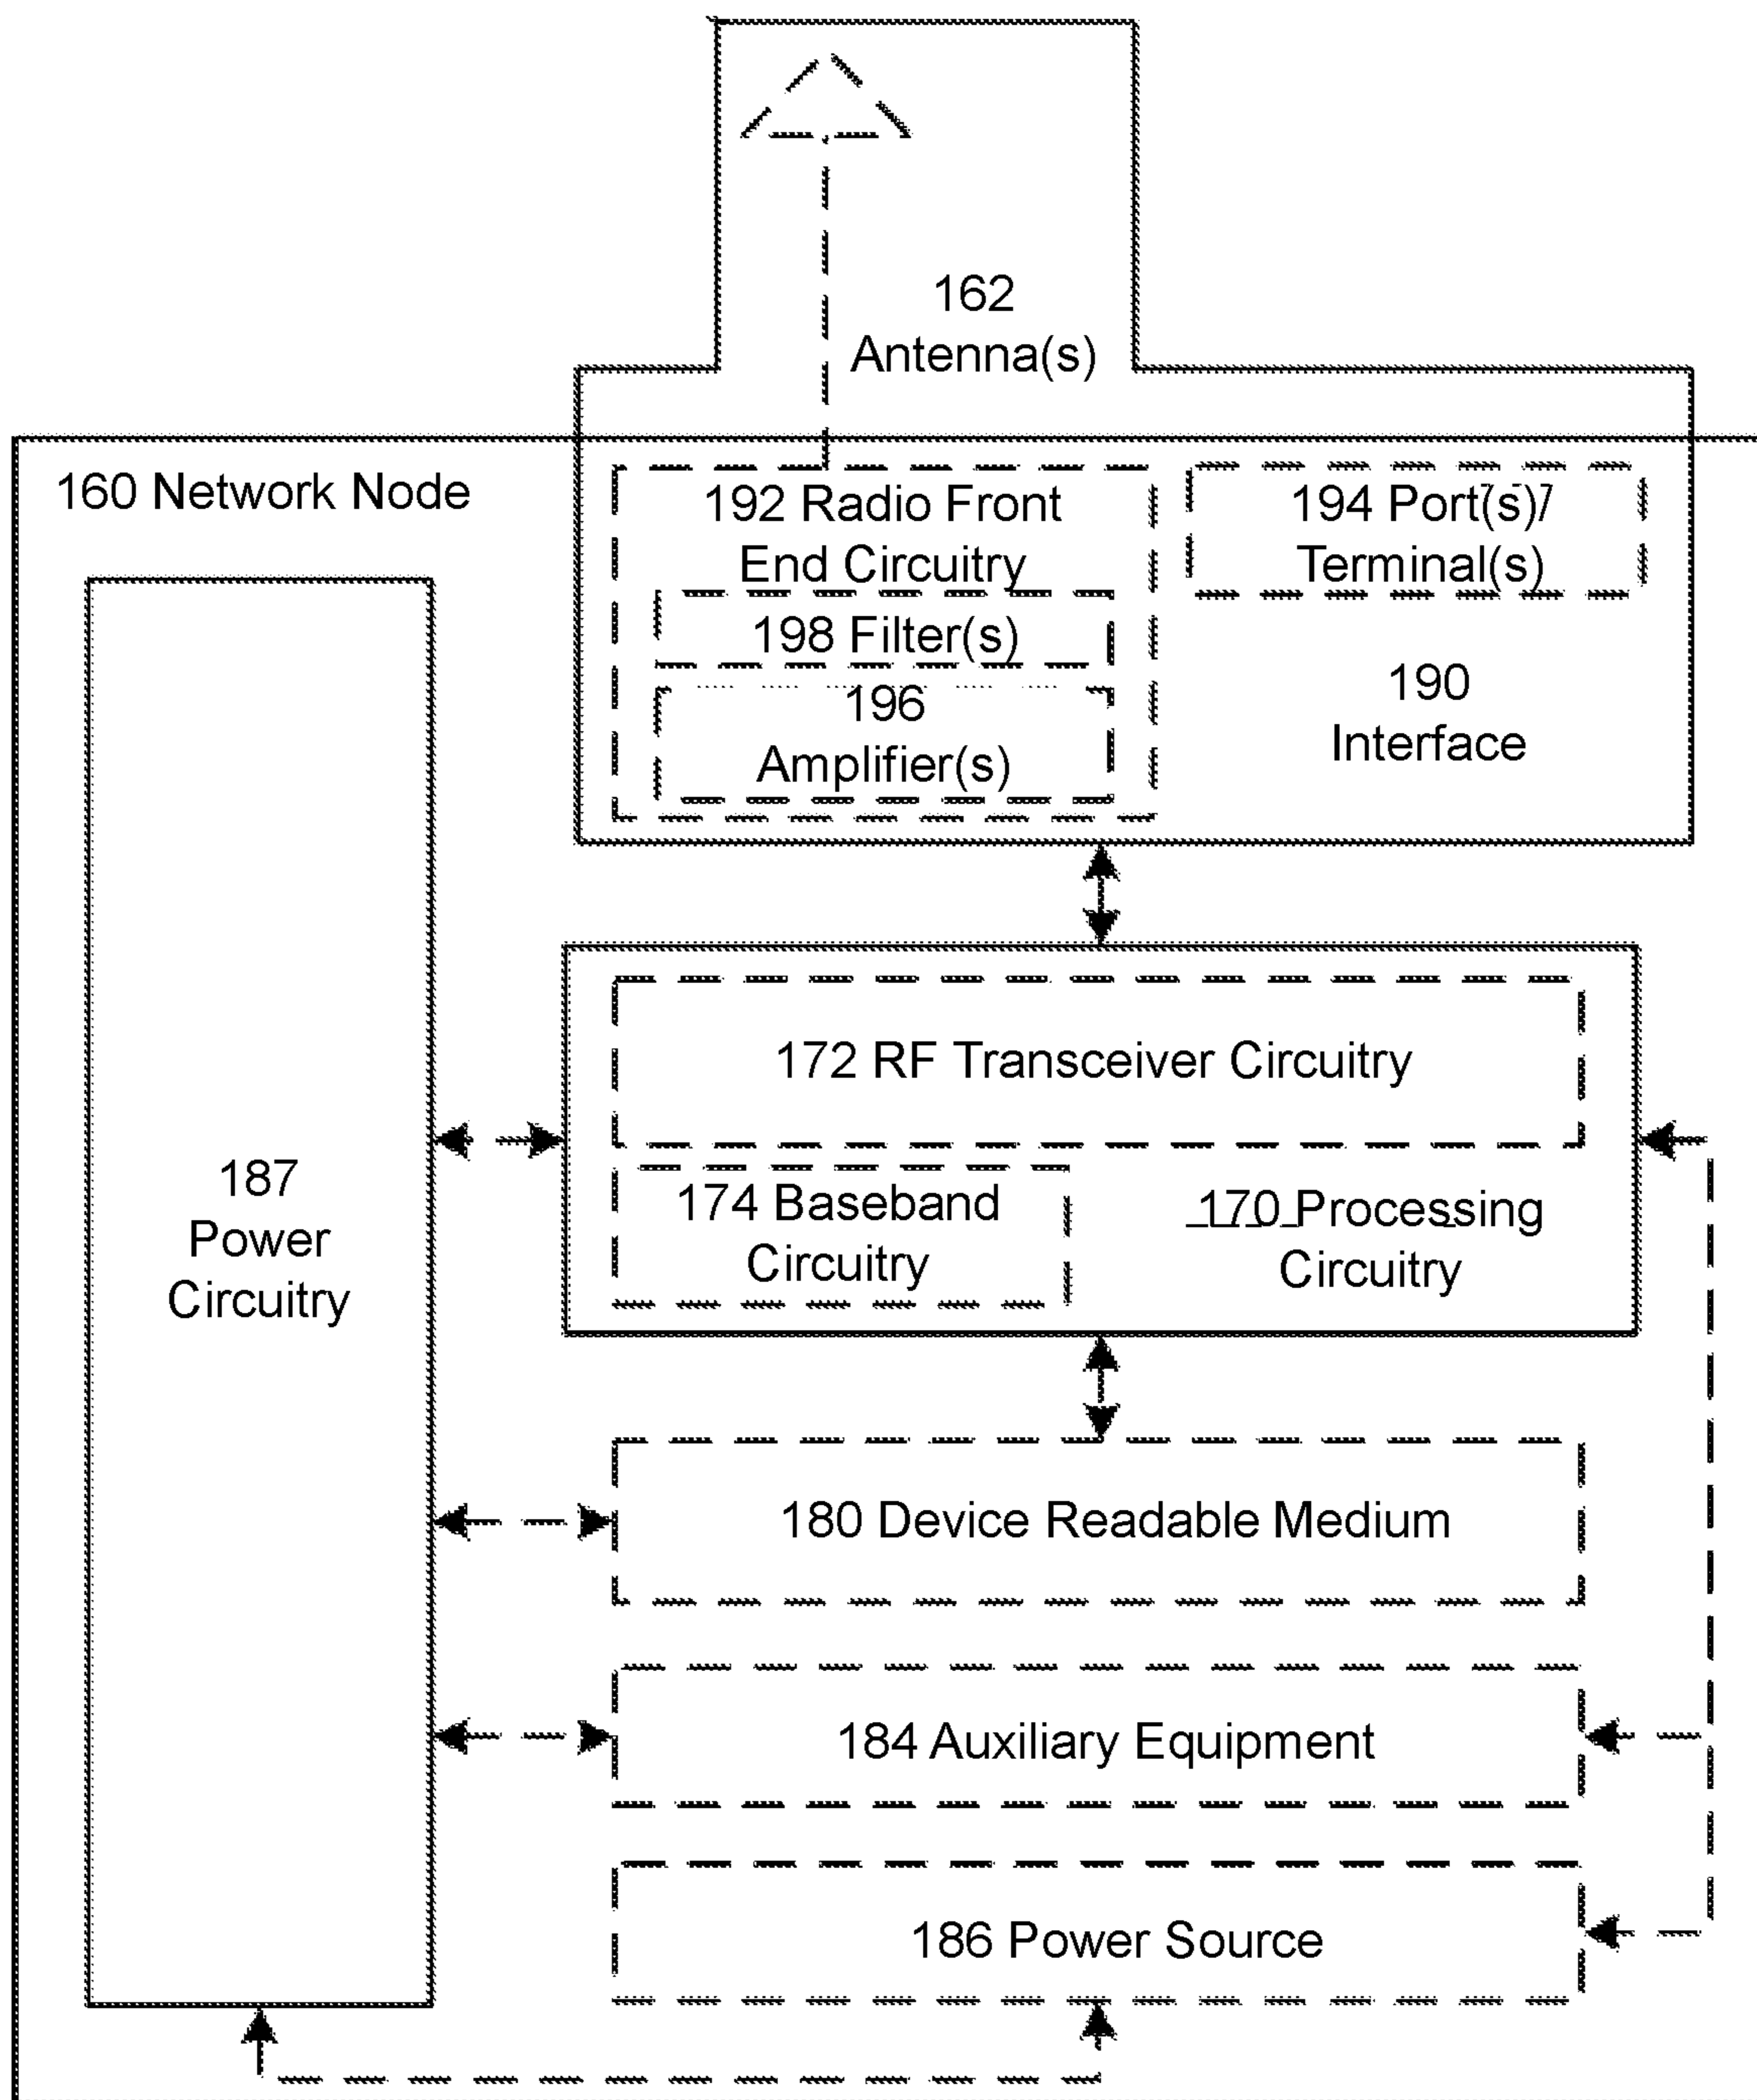 162
Antenna(s)
160 Network Node
192 Radio Front
End Circuitry
194 Port(s)/
Terminal(s)
198 Filter(s)
196
Amplifier(s)
190
Interface
172 RF Transceiver Circuitry
187
Power
Circuitry
174 Baseband
Circuitry
170 Processing
Circuitry
180 Device Readable Medium
184 Auxiliary Equipment
186 Power Source